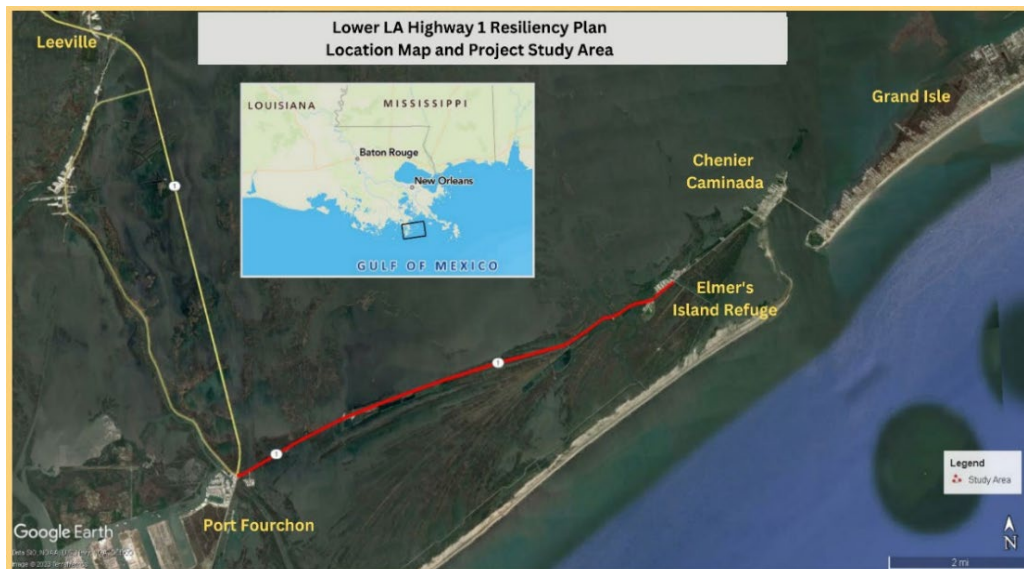 Lower LA Highway 1 Resiliency Plan
Location Map and Project Study Area
Leeville
LOUISIANA
MISSISSIPPI
Baton Rouge
New Orleans
GULF OF MEXICO
Grand Isle
Chenier
Caminada
1
Elmer's
Island Refuge
1
1
Port Fourchon
Legend
Study Area
Google Earth
N
2 mi